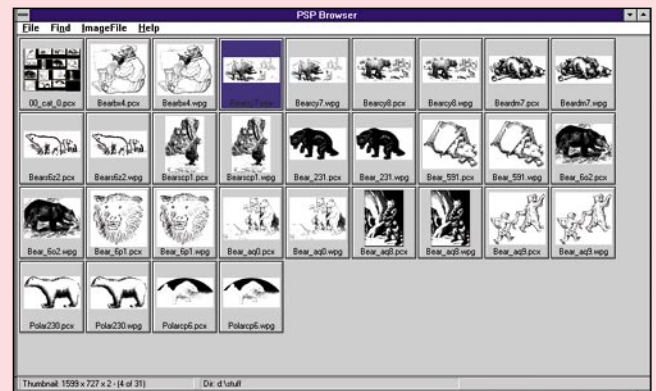 PSP Browser
File Find ImageFile Help
00_cat_0.pcx Bearbx4.pcx Bearbx4.wpg Bearcy7.pcx Bearcy7.wpg Bearcy8.pcx Bearcy8.wpg Beardm7.pcx Beardm7.wpg
Bears6z2.pcx Bears6z2.wpg Bearscp1.pcx Bearscp1.wpg Bear_231.pcx Bear_231.wpg Bear_591.pcx Bear_591.wpg Bear_6o2.pcx
Bear_6o2.wpg Bear_6p1.pcx Bear_6p1.wpg Bear_aq0.pcx Bear_aq0.wpg Bear_aq8.pcx Bear_aq8.wpg Bear_aq9.pcx Bear_aq9.wpg
Polar230.pcx Polar230.wpg Polarcp6.pcx Polarcp6.wpg
Thumbnail: 1599 x 727 x 2 - (4 of 31) Dir: d:\stuff